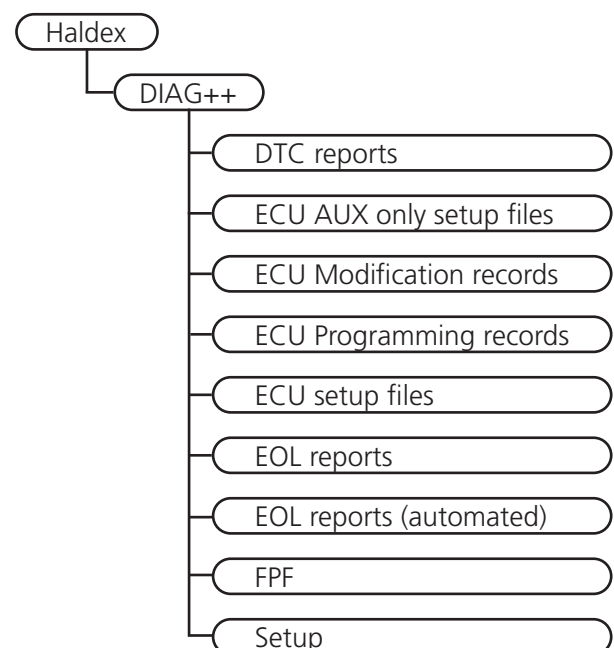 Haldex
DIAG++
DTC reports
ECU AUX only setup files
ECU Modification records
ECU Programming records
ECU setup files
EOL reports
EOL reports (automated)
FPF
Setup